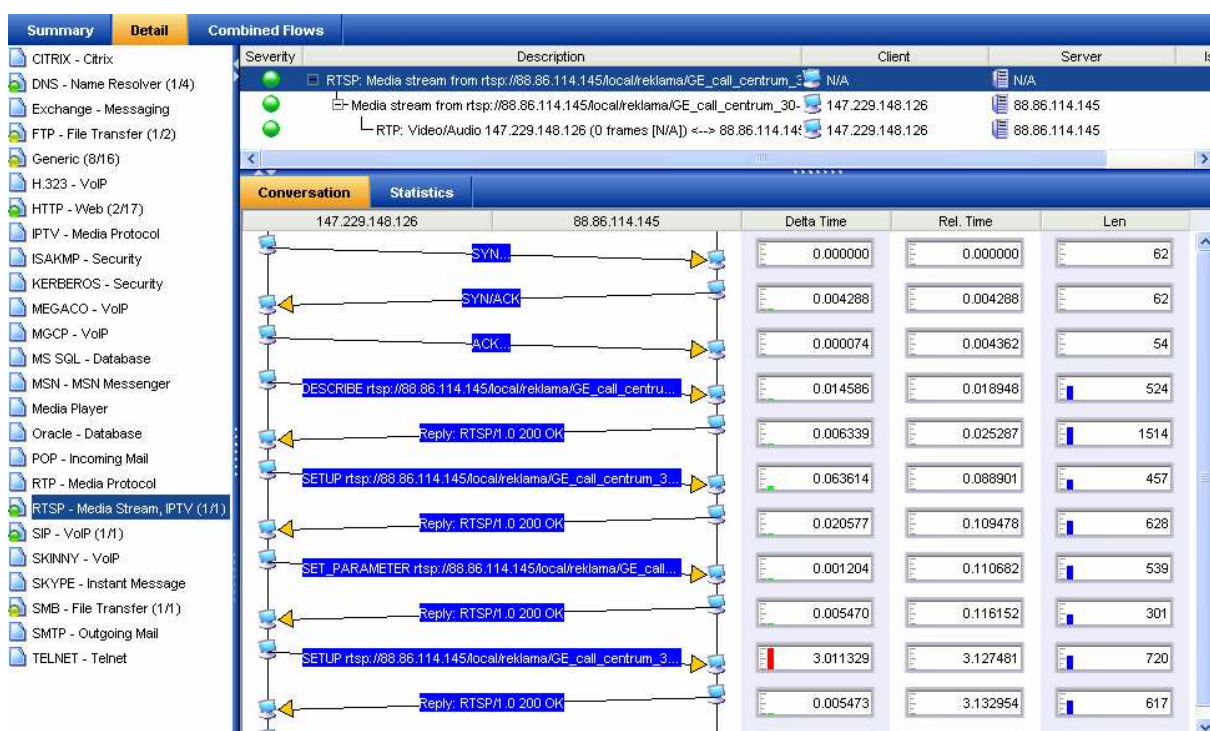 Summary Detail Combined Flows
CITRIX - Citrix
DNS - Name Resolver (1/4)
Exchange - Messaging
FTP - File Transfer (1/2)
Generic (8/16)
H.323 - VoIP
HTTP - Web (2/17)
IPTV - Media Protocol
ISAKMP - Security
KERBEROS - Security
MEGACO - VoIP
MGCP - VoIP
MS SQL - Database
MSN - MSN Messenger
Media Player
Oracle - Database
POP - Incoming Mail
RTP - Media Protocol
RTSP - Media Stream, IPTV (1/1)
SIP - VoIP (1/1)
SKINNY - VoIP
SKYPE - Instant Message
SMB - File Transfer (1/1)
SMTP - Outgoing Mail
TELNET - Telnet
Severity Description Client Server
RTSP: Media stream from rtsp://88.86.114.145/local/reklama/GE_call_centrum_3 N/A N/A
Media stream from rtsp://88.86.114.145/local/reklama/GE_call_centrum_30- 147.229.148.126 88.86.114.145
RTP: Video/Audio 147.229.148.126 (0 frames [N/A]) <--> 88.86.114.14 147.229.148.126 88.86.114.145
Conversation Statistics
147.229.148.126 88.86.114.145 Delta Time Rel. Time Len
SYN... 0.000000 0.000000 62
SYN/ACK 0.004288 0.004288 62
ACK... 0.000074 0.004362 54
DESCRIBE rtsp://88.86.114.145/local/reklama/GE_call_centru... 0.014586 0.018948 524
Reply: RTSP/1.0 200 OK 0.006339 0.025287 1514
SETUP rtsp://88.86.114.145/local/reklama/GE_call_centrum_3... 0.063614 0.088901 457
Reply: RTSP/1.0 200 OK 0.020577 0.109478 628
SET_PARAMETER rtsp://88.86.114.145/local/reklama/GE_call... 0.001204 0.110682 539
Reply: RTSP/1.0 200 OK 0.005470 0.116152 301
SETUP rtsp://88.86.114.145/local/reklama/GE_call_centrum_3... 3.011329 3.127481 720
Reply: RTSP/1.0 200 OK 0.005473 3.132954 617